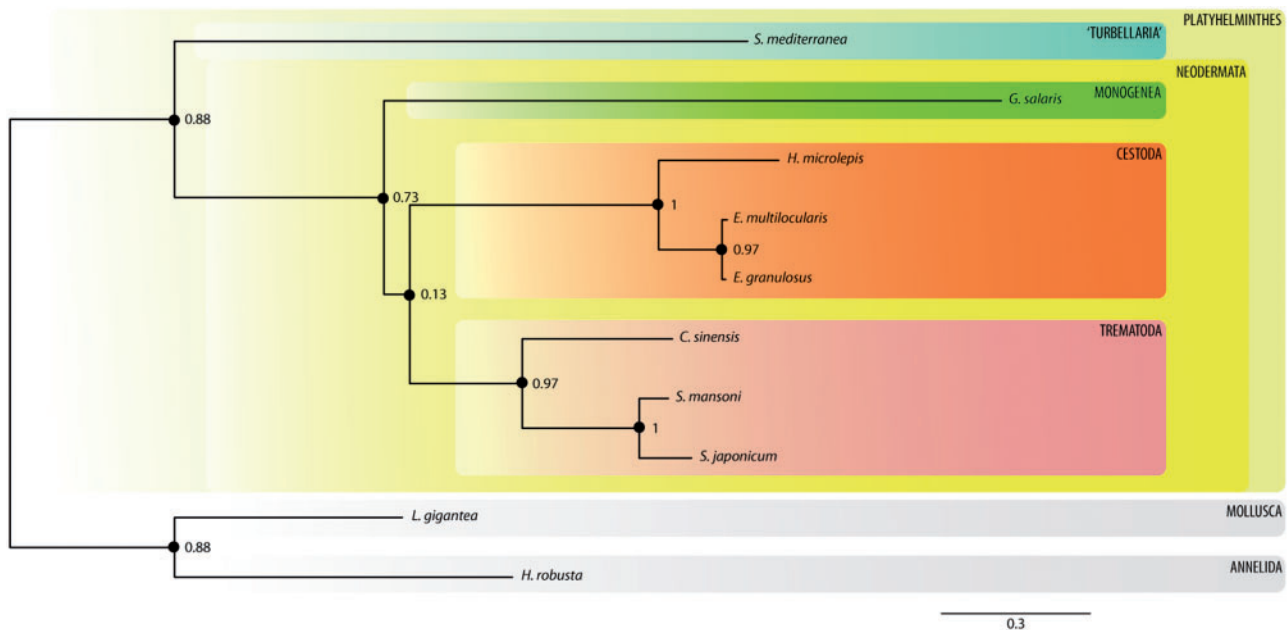 PLATYHELMINTHES
'TURBELLARIA'
S. mediterranea
NEODERMATA
MONOGENEA
G. salaris
0.88
CESTODA
H. microlepis
0.73
1
E. multilocularis
0.97
E. granulosus
0.13
TREMATODA
C. sinensis
0.97
S. mansoni
1
S. japonicum
MOLLUSCA
L. gigantea
0.88
ANNELIDA
H. robusta
0.3